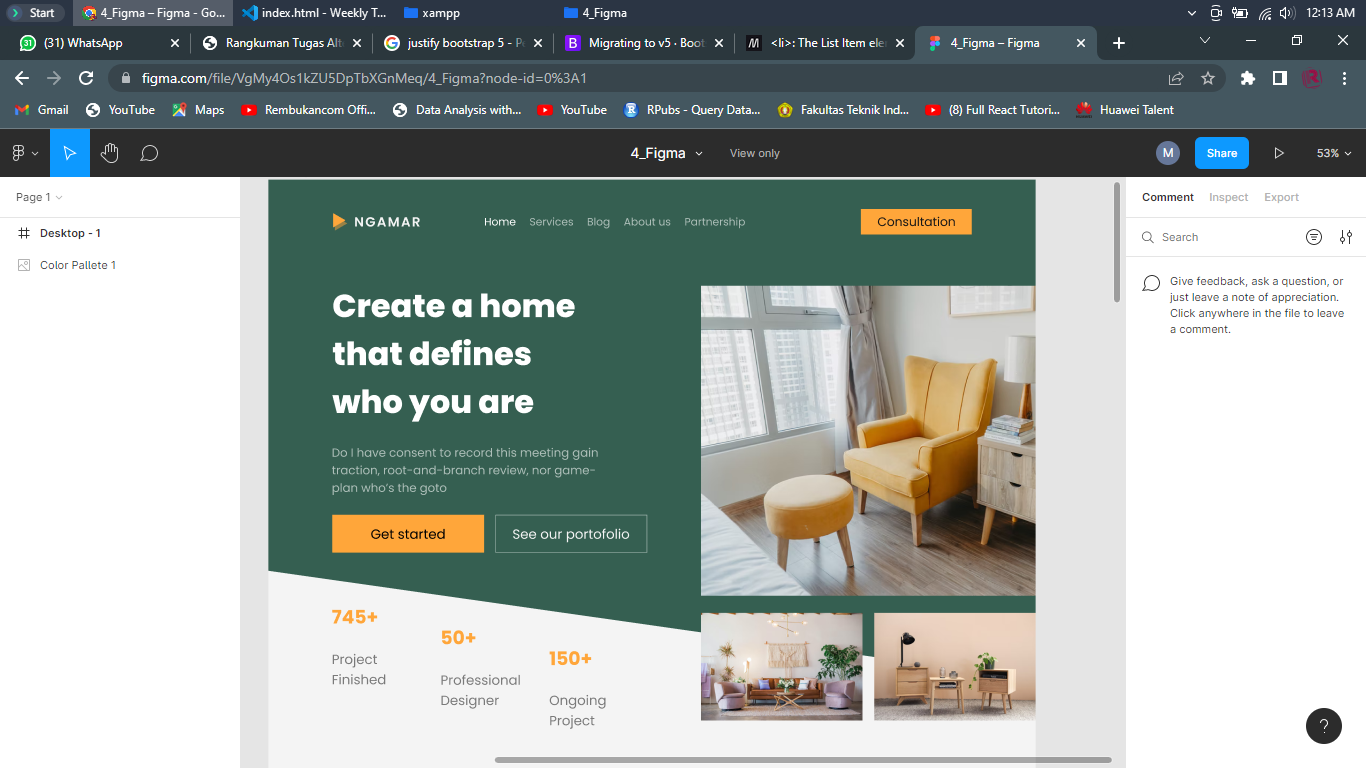 Start
4_Figma – Figma - Go...
index.html - Weekly T...
xampp
4_Figma
12:13 AM
(31) WhatsApp
Rangkuman Tugas Alt
justify bootstrap 5 - P
Migrating to v5 · Boot
<li>: The List Item ele
4_Figma – Figma
figma.com/file/VgMy4Os1kZU5DpTbXGnMeq/4_Figma?node-id=0%3A1
Gmail
YouTube
Maps
Rembukancom Offi...
Data Analysis with...
YouTube
RPubs - Query Data...
Fakultas Teknik Ind...
(8) Full React Tutori...
Huawei Talent
4_Figma
View only
M
Share
53%
Page 1
Desktop - 1
Color Pallete 1
NGAMAR
Home
Services
Blog
About us
Partnership
Consultation
Create a home
that defines
who you are
Do I have consent to record this meeting gain
traction, root-and-branch review, nor game-
plan who's the goto
Get started
See our portofolio
745+
Project
Finished
50+
Professional
Designer
150+
Ongoing
Project
Comment
Inspect
Export
Search
Give feedback, ask a question, or
just leave a note of appreciation.
Click anywhere in the file to leave
a comment.
?